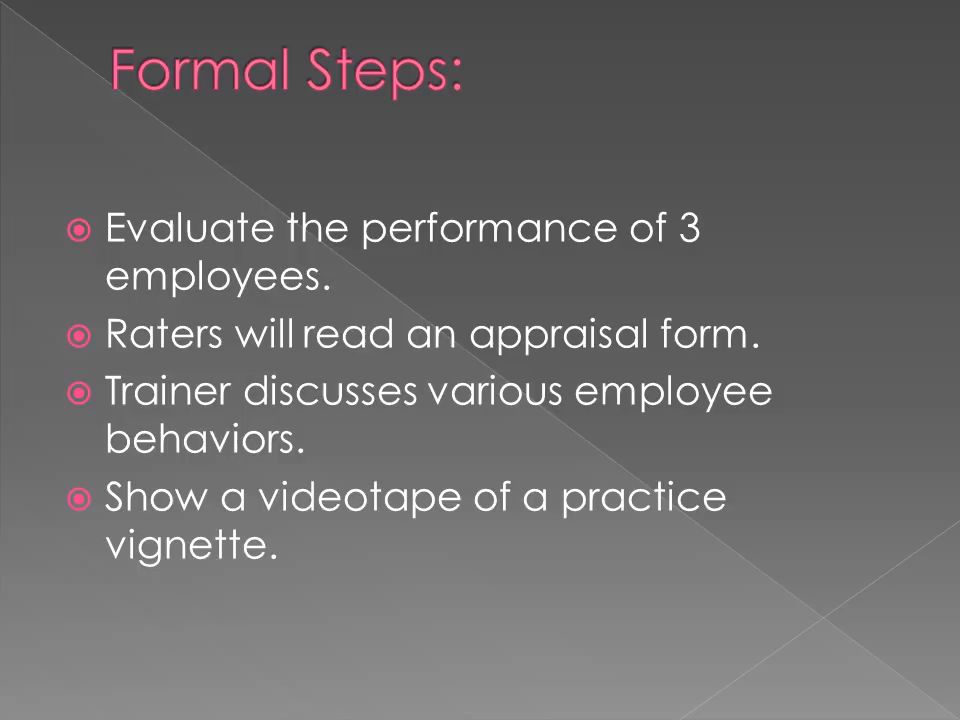 Formal Steps:
Evaluate the performance of 3
employees.
Raters will read an appraisal form.
Trainer discusses various employee
behaviors.
Show a videotape of a practice
vignette.